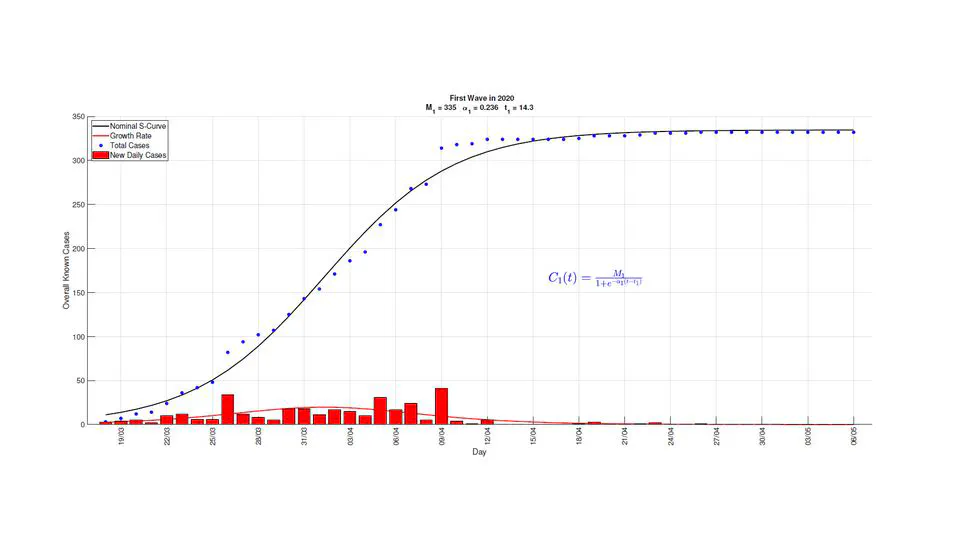 First Wave in 2020
M1 = 335 α1 = 0.236 t1 = 14.3
350
300
250
200
150
100
50
0
Nominal S-Curve
Growth Rate
Total Cases
New Daily Cases
Overall Known Cases
C1(t) = M1 / 1+e^−α1(t−t1)
19/03
22/03
25/03
28/03
31/03
03/04
06/04
09/04
12/04
15/04
18/04
21/04
24/04
27/04
30/04
03/05
06/05
Day